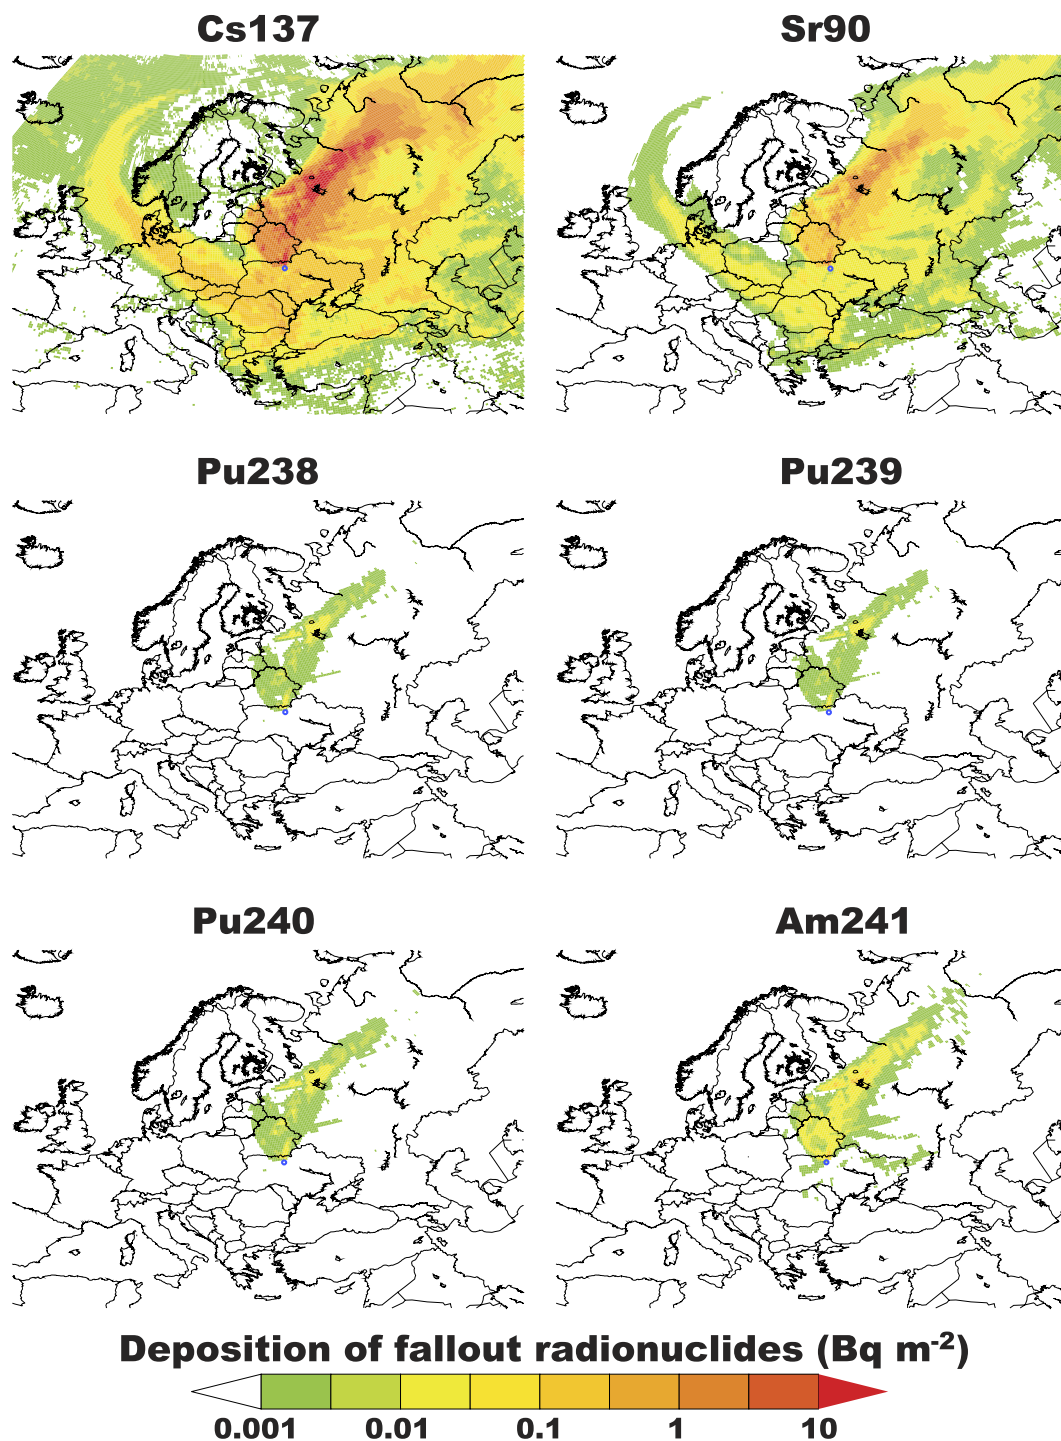 Cs137
Sr90
Pu238
Pu239
Pu240
Am241
Deposition of fallout radionuclides (Bq m-2)
0.001 0.01 0.1 1 10